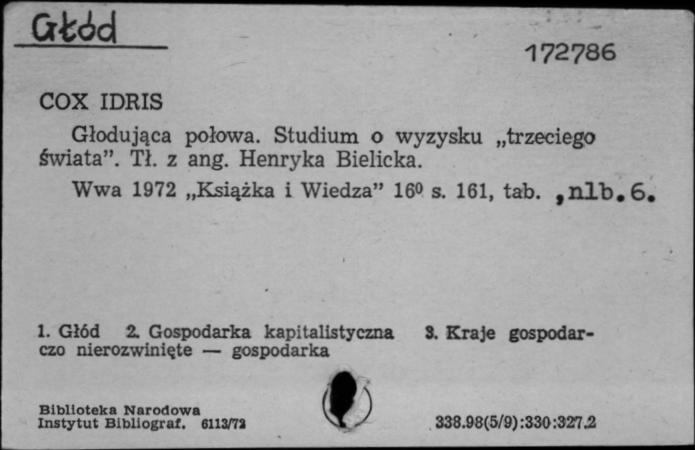 Głód
172786
COX IDRIS
Głodująca połowa. Studium o wyzysku „trzeciego
świata”. Tł. z ang. Henryka Bielicka.
Wwa 1972 „Książka i Wiedza” 16⁰ s. 161, tab. , nlb. 6.
1. Głód 2. Gospodarka kapitalistyczna 3. Kraje gospodar-
czo nierozwinięte — gospodarka
Biblioteka Narodowa
Instytut Bibliograf. 6113/72
338.98(5/9):330:327.2